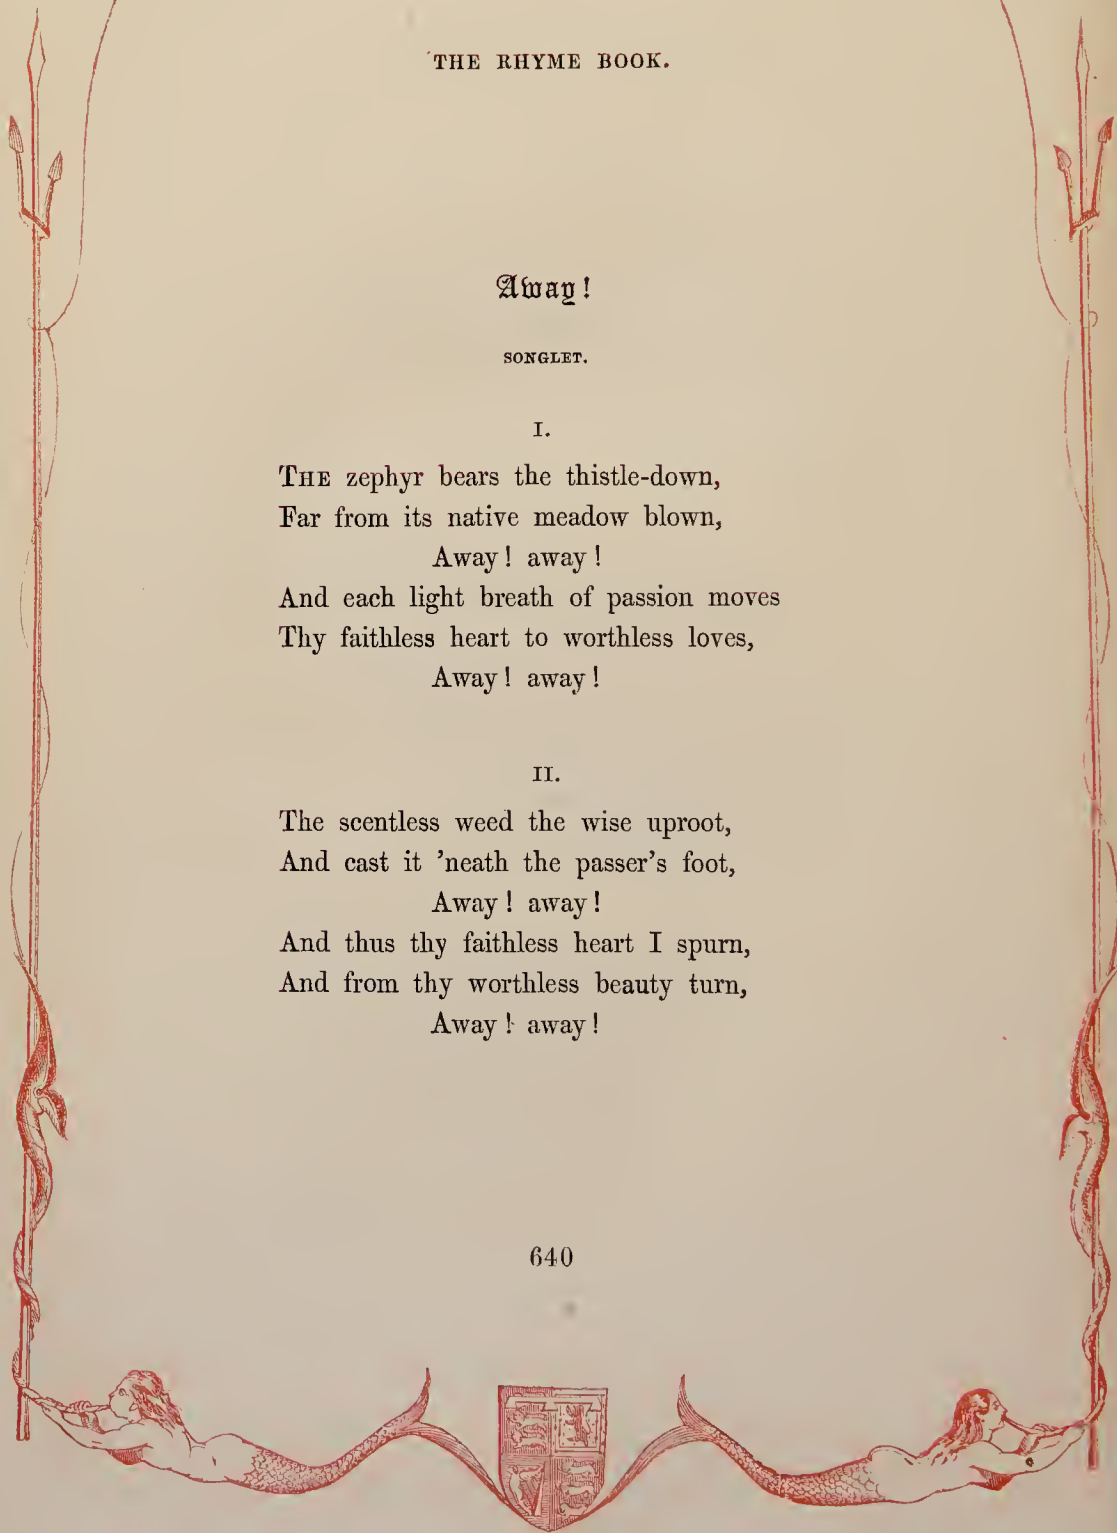 THE RHYME BOOK.
Away!
SONGLET.
I.
THE zephyr bears the thistle-down,
Far from its native meadow blown,
Away! away!
And each light breath of passion moves
Thy faithless heart to worthless loves,
Away! away!
II.
The scentless weed the wise uproot,
And cast it ’neath the passer’s foot,
Away! away!
And thus thy faithless heart I spurn,
And from thy worthless beauty turn,
Away! away!
640